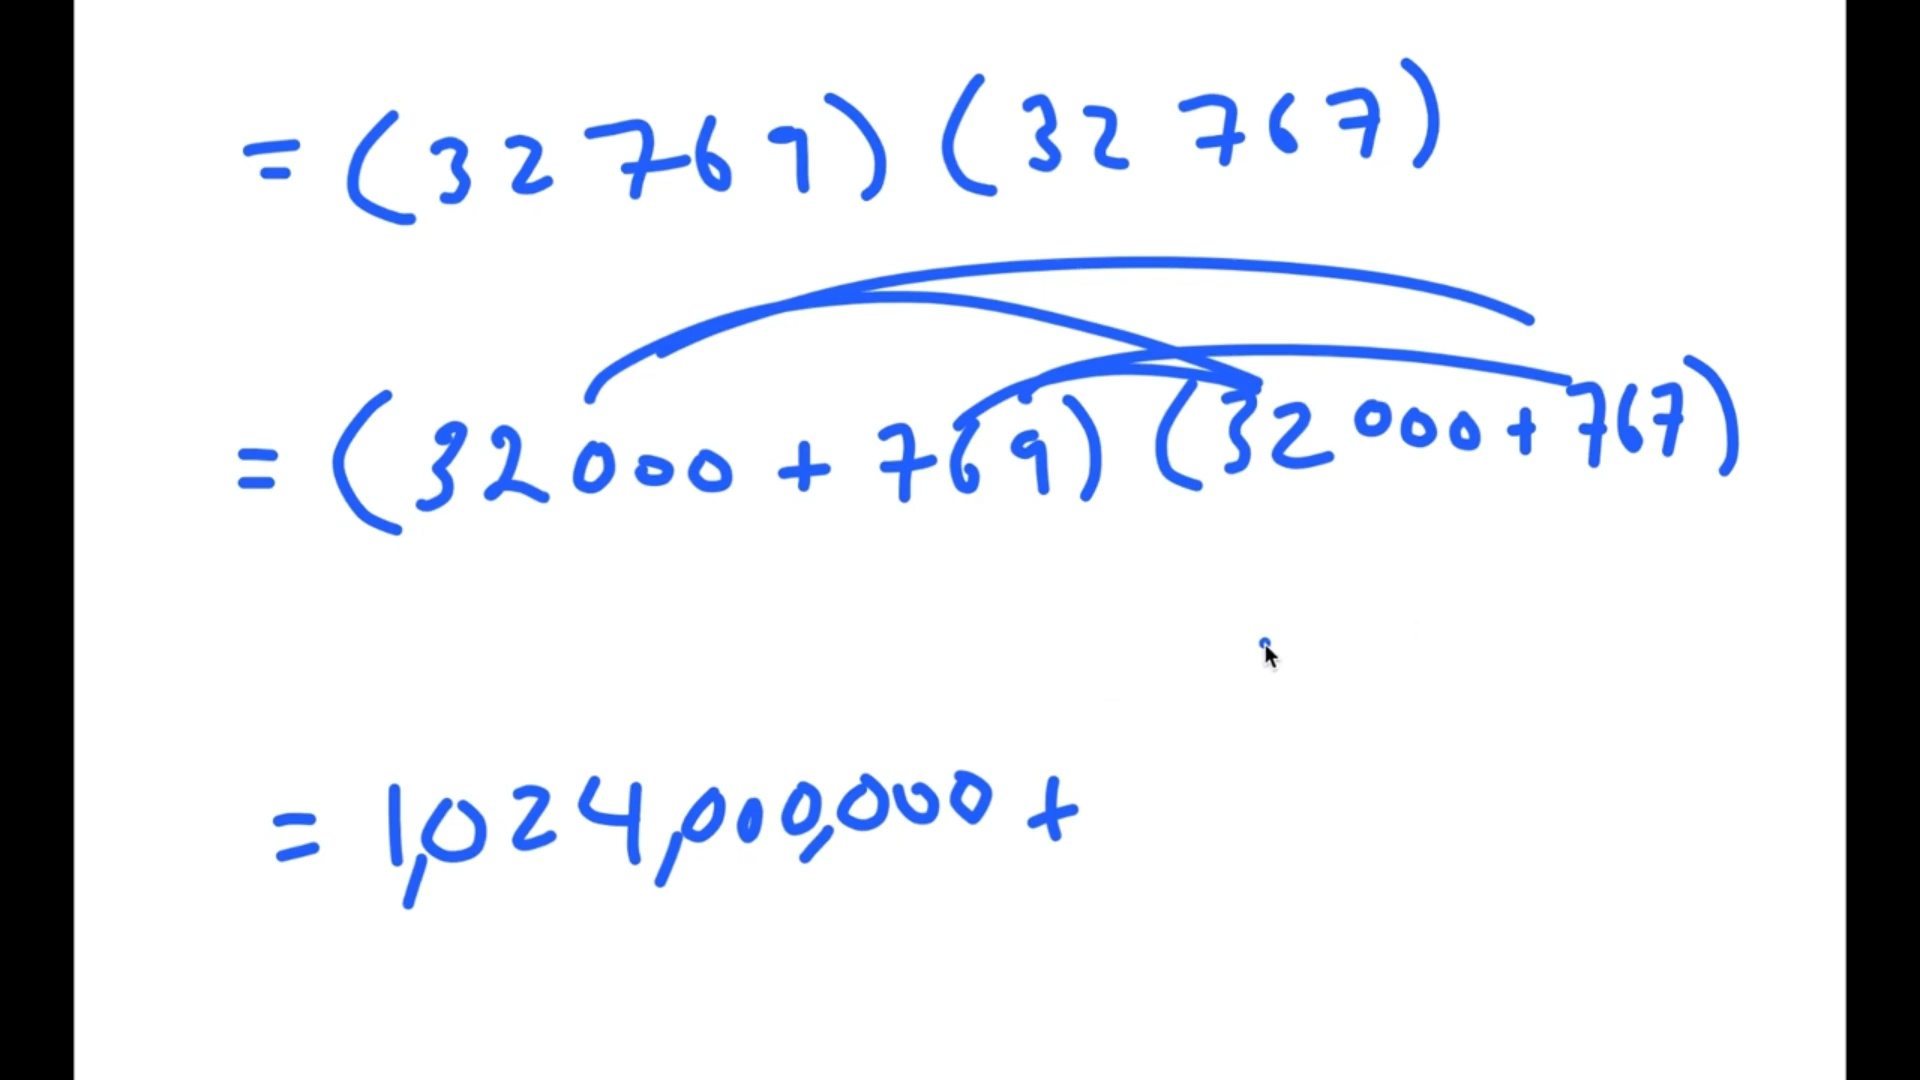 = (32769)(32767)
= (32000 + 769)(32000 + 767)
= 1,024,000,000 +